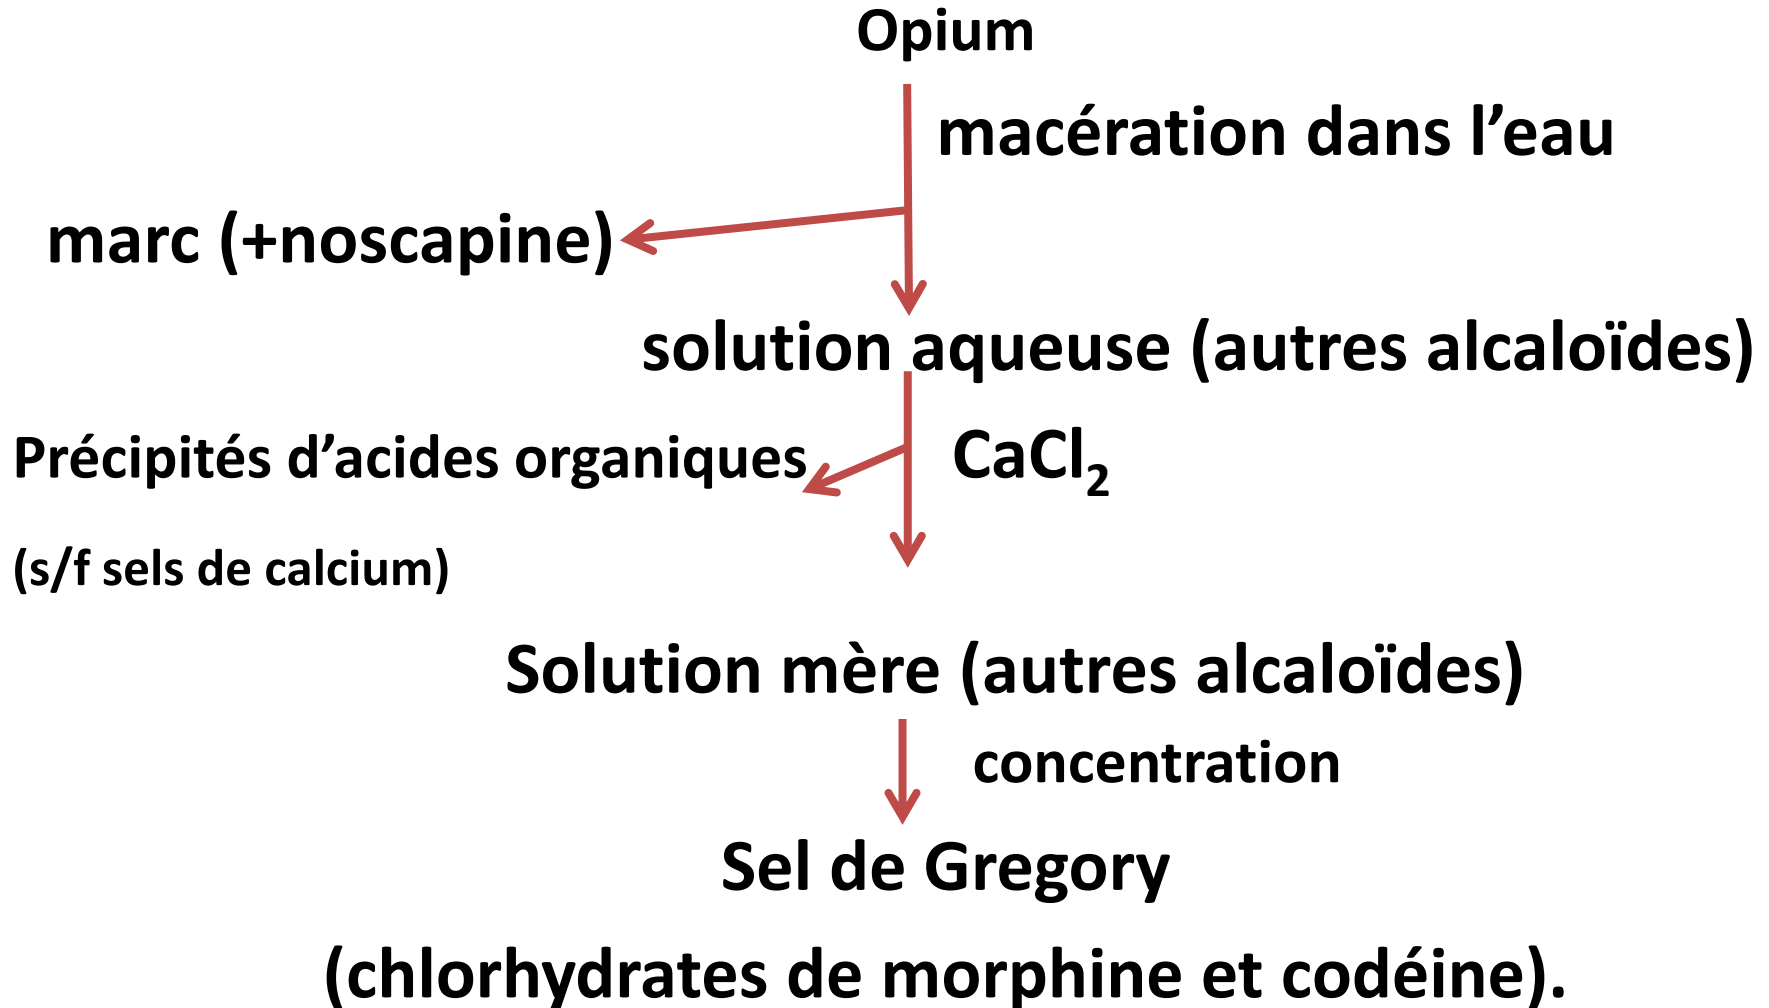 Opium
macération dans l’eau
marc (+noscapine)
solution aqueuse (autres alcaloïdes)
Précipités d’acides organiques
CaCl₂
(s/f sels de calcium)
Solution mère (autres alcaloïdes)
concentration
Sel de Gregory
(chlorhydrates de morphine et codéine).